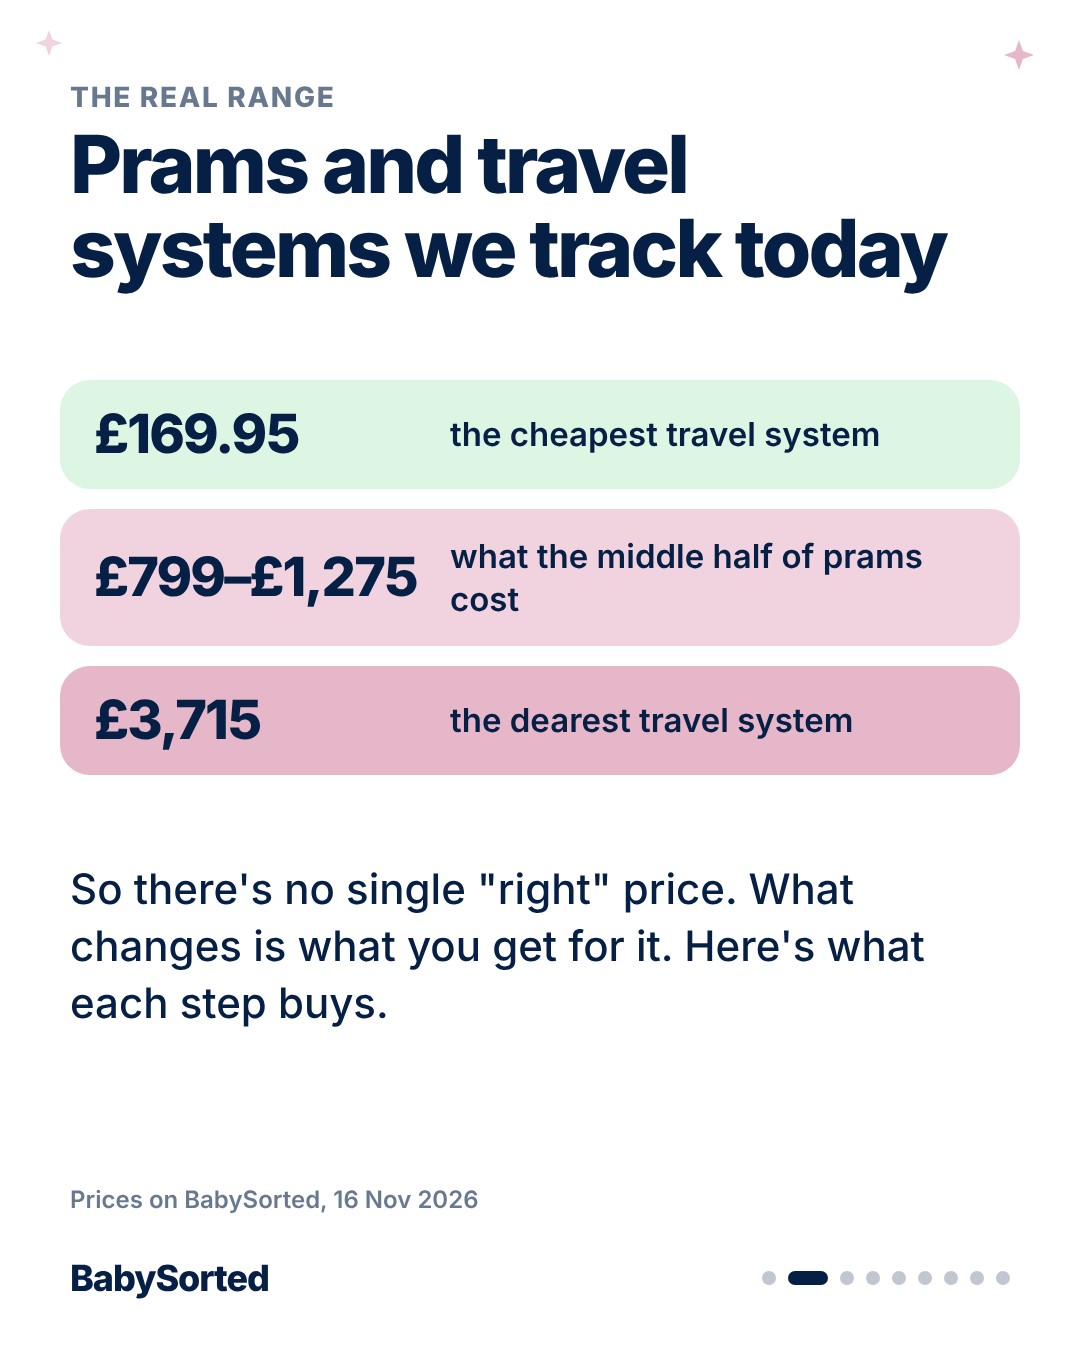 THE REAL RANGE
Prams and travel
systems we track today
£169.95
the cheapest travel system
£799–£1,275
what the middle half of prams
cost
£3,715
the dearest travel system
So there's no single "right" price. What
changes is what you get for it. Here's what
each step buys.
Prices on BabySorted, 16 Nov 2026
BabySorted